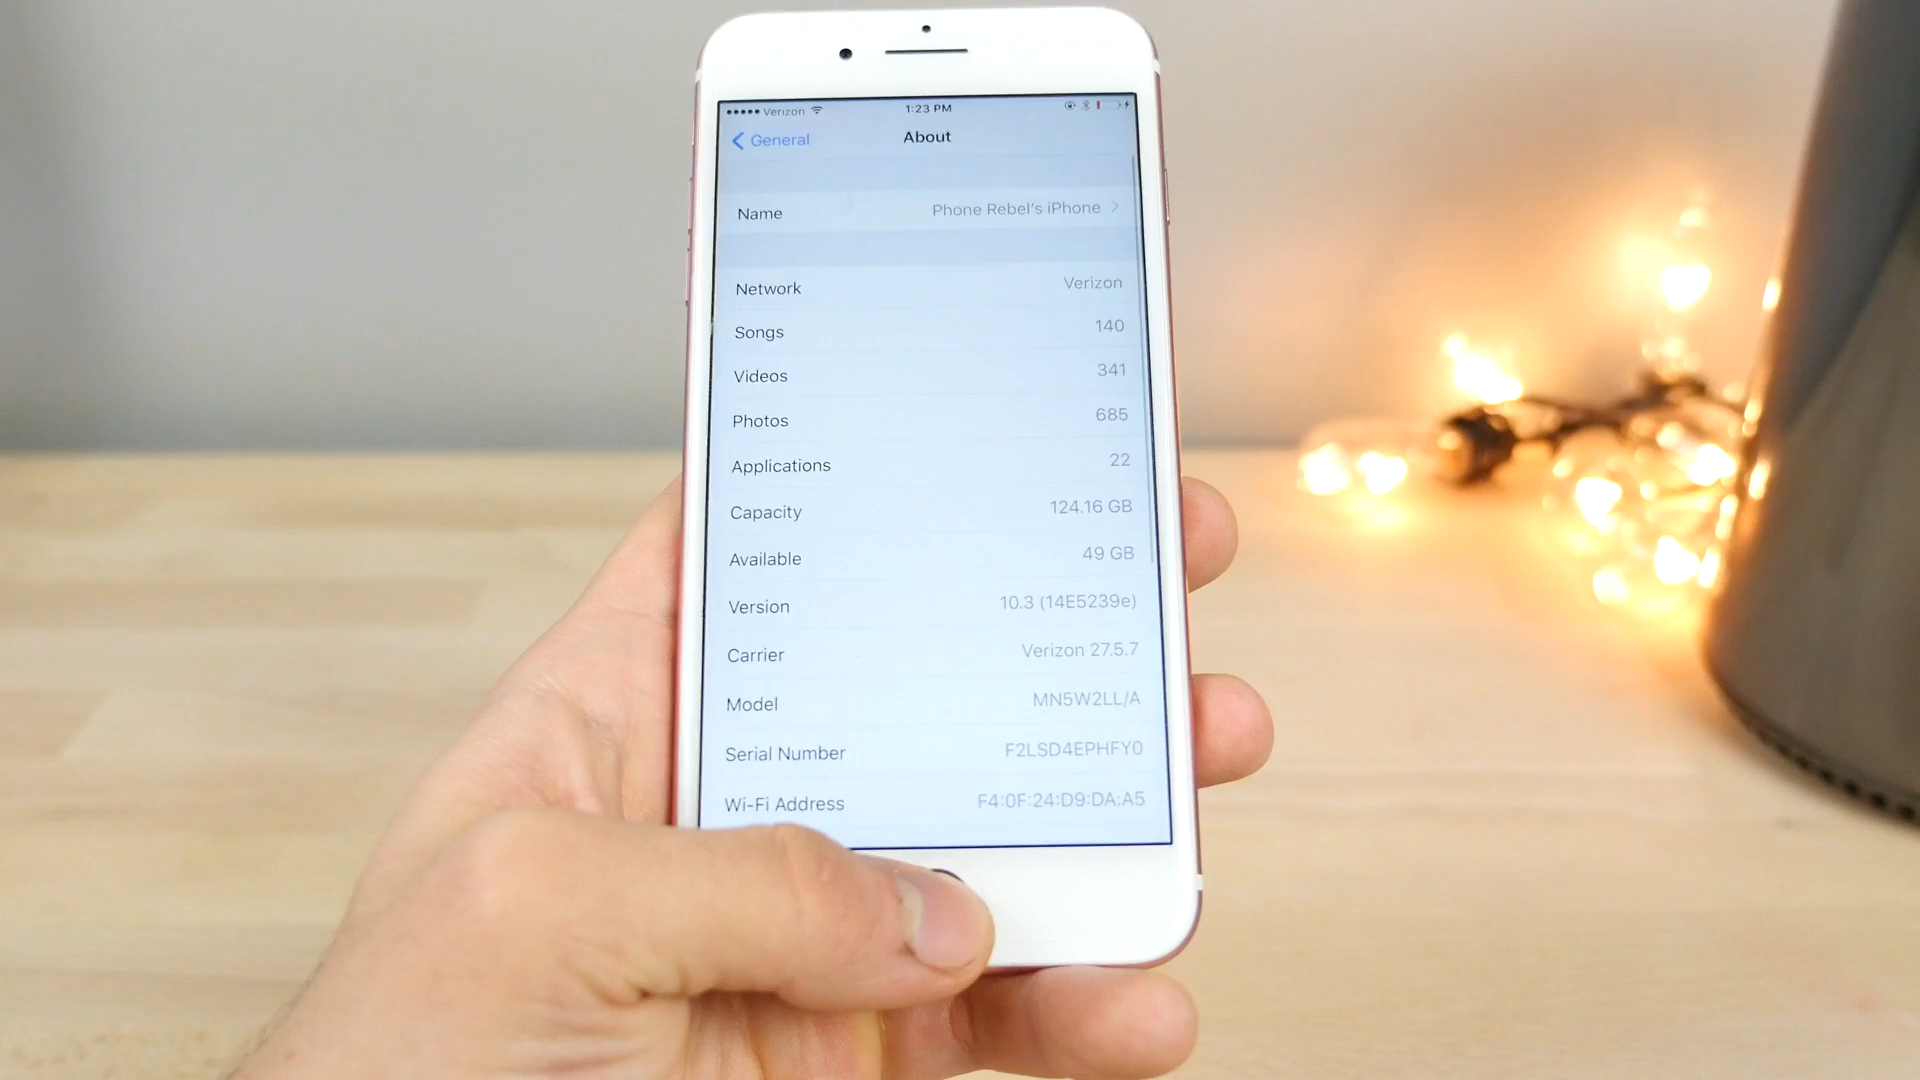 Verizon 1:23 PM
General About
Name Phone Rebel's iPhone
Network Verizon
Songs 140
Videos 341
Photos 685
Applications 22
Capacity 124.16 GB
Available 49 GB
Version 10.3 (14E5239e)
Carrier Verizon 27.5.7
Model MN5W2LL/A
Serial Number F2LSD4EPHFY0
Wi-Fi Address F4:0F:24:D9:DA:A5